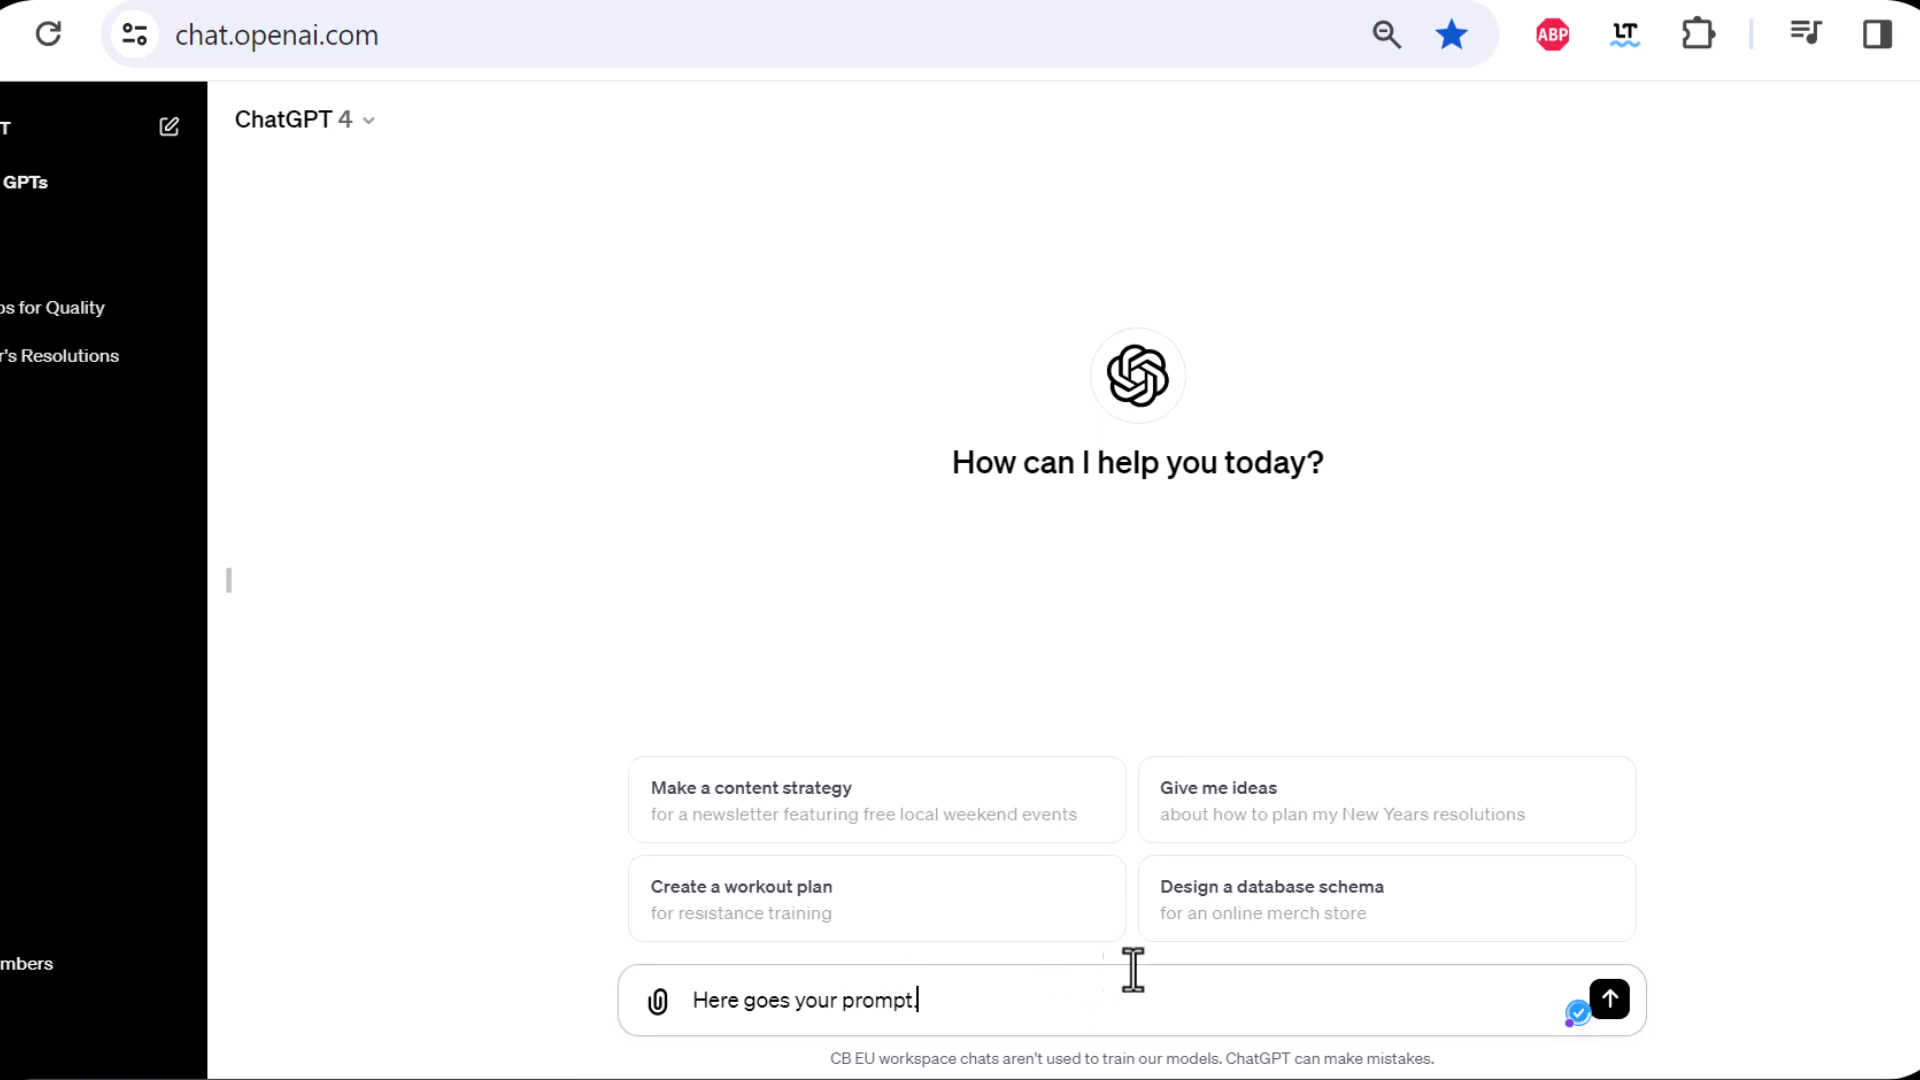 chat.openai.com
ABP
LT
T
ChatGPT 4
GPTs
ps for Quality
r's Resolutions
How can I help you today?
Make a content strategy
for a newsletter featuring free local weekend events
Give me ideas
about how to plan my New Years resolutions
Create a workout plan
for resistance training
Design a database schema
for an online merch store
mbers
Here goes your prompt.
CB EU workspace chats aren't used to train our models. ChatGPT can make mistakes.